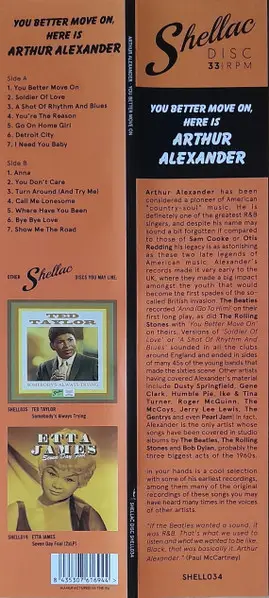 YOU BETTER MOVE ON,
HERE IS
ARTHUR ALEXANDER
Side A
1. You Better Move On
2. Soldier Of Love
3. A Shot Of Rhythm And Blues
4. You're The Reason
5. Go On Home Girl
6. Detroit City
7. I Need You Baby
Side B
1. Anna
2. You Don't Care
3. Turn Around (And Try Me)
4. Call Me Lonesome
5. Where Have You Been
6. Bye Bye Love
7. Show Me The Road
OTHER Shellac DISCS YOU MAY LIKE:
TED
TAYLOR
SOMEBODY'S ALWAYS TRYING
SHELL035 TED TAYLOR
Somebody's Always Trying
ETTA
JAMES
Seven Day Fool
ETTA JAMES
Seven Day Fool (2xLP)
8 435307 616944
ARTHUR ALEXANDER YOU BETTER MOVE ON
SHELLAC DISC SHELL034
Shellac
DISC
33 RPM
YOU BETTER MOVE ON,
HERE IS
ARTHUR
ALEXANDER
Arthur Alexander has been
considered a pioneer of American
"country-soul" music. He is
definetely one of the greatest R&B
singers, and despite his name may
sound a bit forgotten if compared
to those of Sam Cooke or Otis
Redding his legacy is as astonishing
as these two late legends of
American music. Alexander's
records made it very early to the
UK, where they made a big impact
amongst the youth that would
become the first spades of the so-
called British invasion. The Beatles
recorded 'Anna (Go To Him)' on their
first long play, as did The Rolling
Stones with 'You Better Move On'
on theirs. Versions of 'Soldier Of
Love' or 'A Shot Of Rhythm And
Blues' sounded in all the clubs
around England and ended in sides
of many 45s of the young bands that
made the sixties scene. Other artists
having covered Alexander's material
include Dusty Springfield, Gene
Clark, Humble Pie, Ike & Tina
Turner, Roger McGuinn, The
McCoys, Jerry Lee Lewis, The
Gentrys and even Pearl Jam! In fact,
Alexander is the only artist whose
songs have been covered in studio
albums by The Beatles, The Rolling
Stones and Bob Dylan, probably the
three biggest acts of the 1960s.
In your hands is a cool selection
with some of his earliest recordings,
among them many of the original
recordings of these songs you may
have heard many times in the voices
of other artists.
"If the Beatles wanted a sound, it
was R&B. That's what we used to
listen to and what we wanted to be like,
Black, that was basically it. Arthur
Alexander." (Paul McCartney)
SHELL034